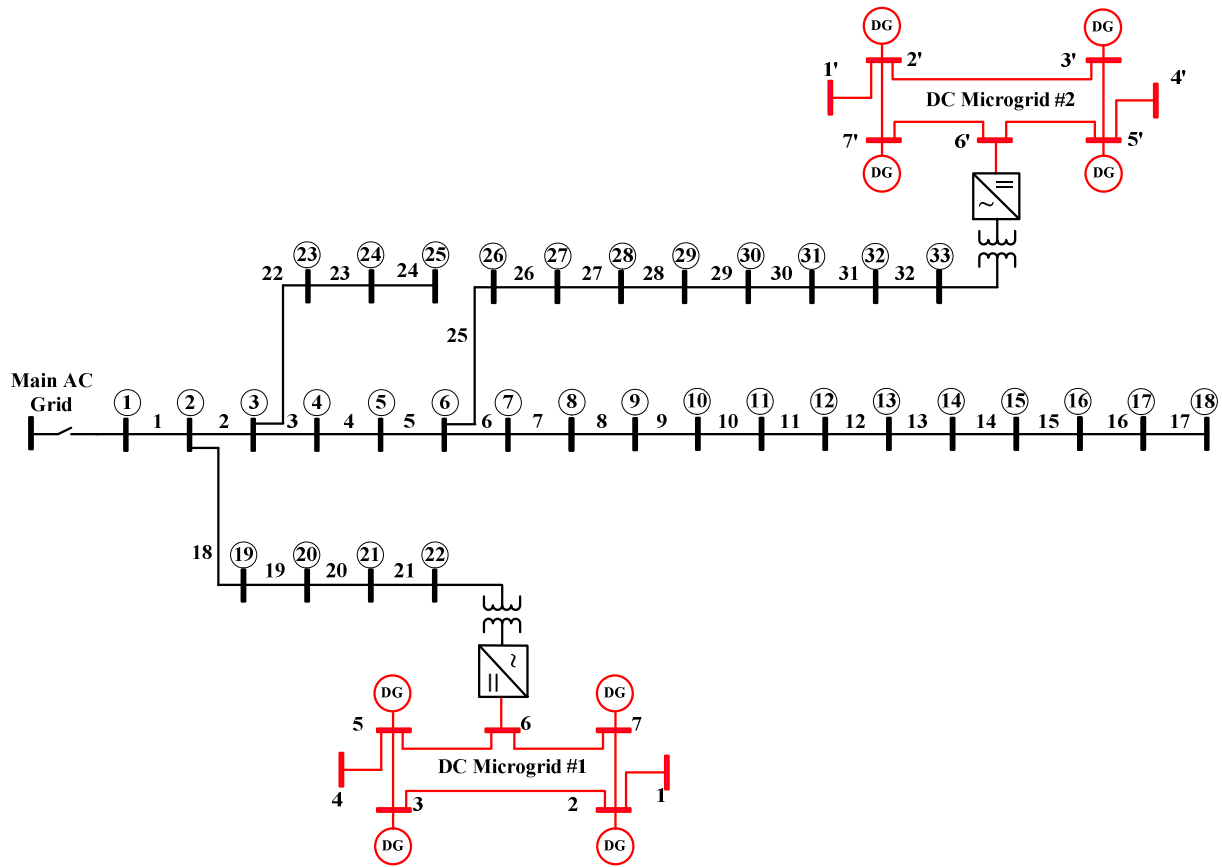 DG DG
2' 3'
1' 4'
DC Microgrid #2
7' 6' 5'
DG DG
= ~
23 24 25 26 27 28 29 30 31 32 33
22 23 24 26 27 28 29 30 31 32
25
Main AC
Grid
1 2 3 4 5 6 7 8 9 10 11 12 13 14 15 16 17 18
1 2 3 4 5 6 7 8 9 10 11 12 13 14 15 16 17
18
19 20 21 22
19 20 21
~ =
DG DG
5 6 7
DC Microgrid #1
4 3 2 1
DG DG